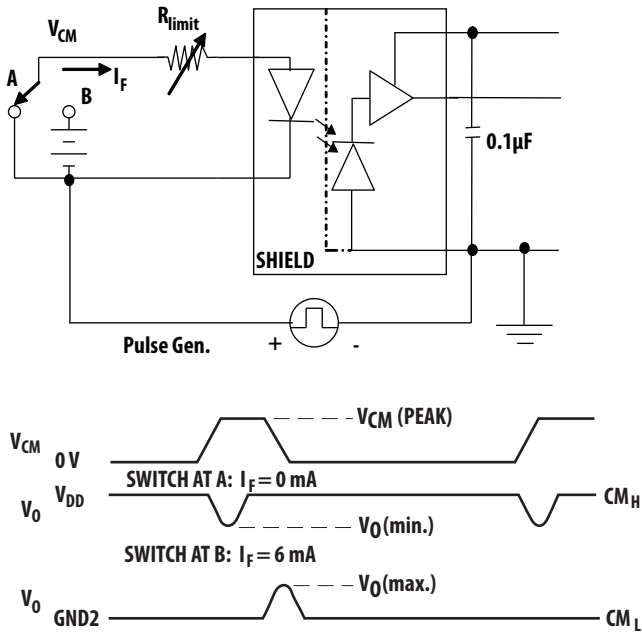 R_limit
V_CM
A
I_F
B
0.1µF
SHIELD
Pulse Gen.
+ -
V_CM (PEAK)
V_CM
0 V
SWITCH AT A: I_F = 0 mA
V_DD
V_O
CM_H
V_O (min.)
SWITCH AT B: I_F = 6 mA
V_O (max.)
V_O
GND2
CM_L